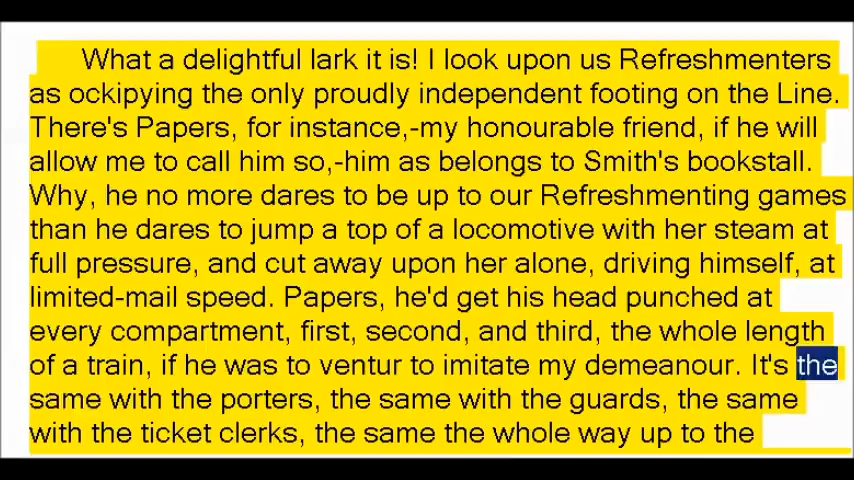 What a delightful lark it is! I look upon us Refreshmenters
as ockipying the only proudly independent footing on the Line.
There's Papers, for instance,-my honourable friend, if he will
allow me to call him so,-him as belongs to Smith's bookstall.
Why, he no more dares to be up to our Refreshmenting games
than he dares to jump a top of a locomotive with her steam at
full pressure, and cut away upon her alone, driving himself, at
limited-mail speed. Papers, he'd get his head punched at
every compartment, first, second, and third, the whole length
of a train, if he was to ventur to imitate my demeanour. It's the
same with the porters, the same with the guards, the same
with the ticket clerks, the same the whole way up to the